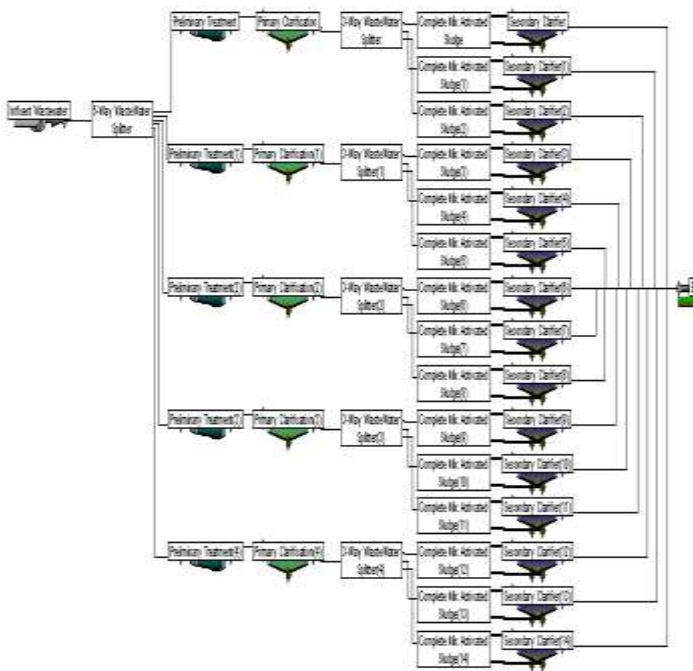 Influent Wastewater
5-Way WasteWater
Splitter
Preliminary Treatment
Primary Clarification
3-Way WasteWater
Splitter
Complete Mix Activated
Sludge
Secondary Clarifier
Complete Mix Activated
Sludge(1)
Secondary Clarifier(1)
Complete Mix Activated
Sludge(2)
Secondary Clarifier(2)
Preliminary Treatment(1)
Primary Clarification(1)
3-Way WasteWater
Splitter(1)
Complete Mix Activated
Sludge(3)
Secondary Clarifier(3)
Complete Mix Activated
Sludge(4)
Secondary Clarifier(4)
Complete Mix Activated
Sludge(5)
Secondary Clarifier(5)
Preliminary Treatment(2)
Primary Clarification(2)
3-Way WasteWater
Splitter(2)
Complete Mix Activated
Sludge(6)
Secondary Clarifier(6)
Complete Mix Activated
Sludge(7)
Secondary Clarifier(7)
Complete Mix Activated
Sludge(8)
Secondary Clarifier(8)
Preliminary Treatment(3)
Primary Clarification(3)
3-Way WasteWater
Splitter(3)
Complete Mix Activated
Sludge(9)
Secondary Clarifier(9)
Complete Mix Activated
Sludge(10)
Secondary Clarifier(10)
Complete Mix Activated
Sludge(11)
Secondary Clarifier(11)
Preliminary Treatment(4)
Primary Clarification(4)
3-Way WasteWater
Splitter(4)
Complete Mix Activated
Sludge(12)
Secondary Clarifier(12)
Complete Mix Activated
Sludge(13)
Secondary Clarifier(13)
Complete Mix Activated
Sludge(14)
Secondary Clarifier(14)